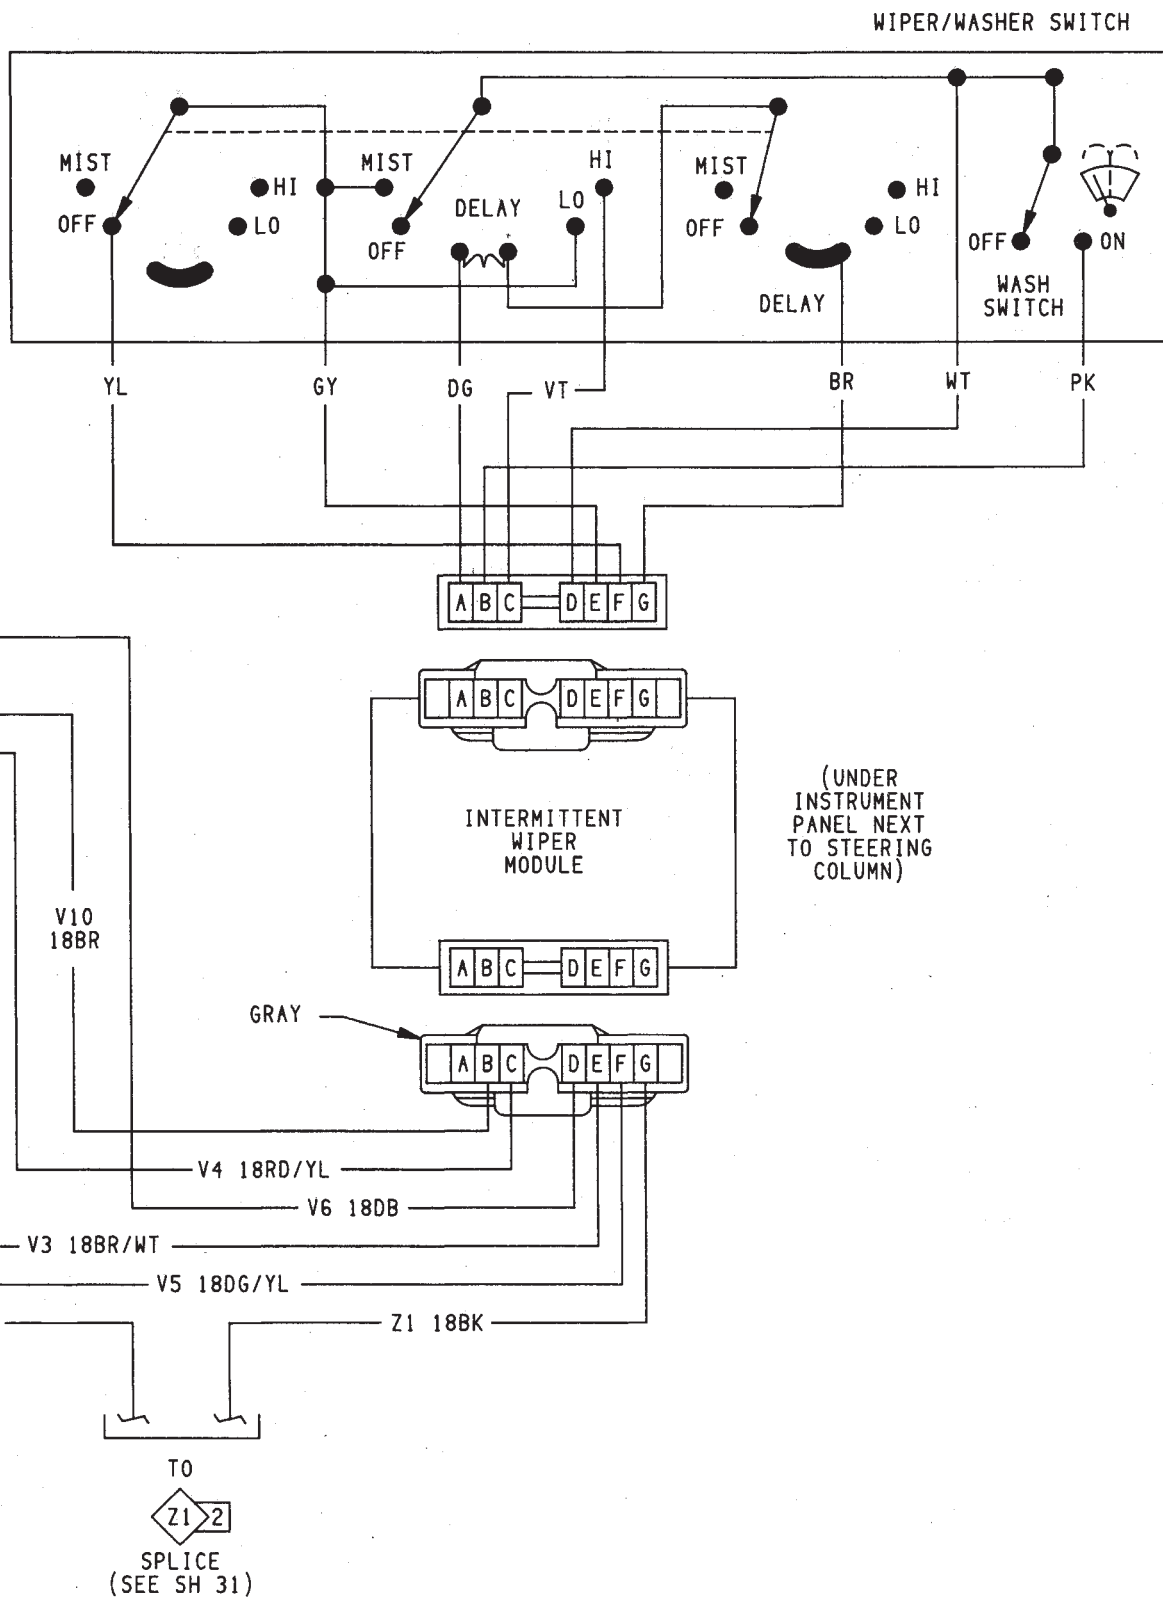 WIPER/WASHER SWITCH
MIST
HI
OFF
LO
MIST
HI
DELAY
LO
OFF
MIST
HI
OFF
LO
DELAY
OFF
ON
WASH
SWITCH
YL
GY
DG
VT
BR
WT
PK
A B C D E F G
A B C D E F G
INTERMITTENT
WIPER
MODULE
(UNDER
INSTRUMENT
PANEL NEXT
TO STEERING
COLUMN)
V10
18BR
A B C D E F G
GRAY
A B C D E F G
V4 18RD/YL
V6 18DB
V3 18BR/WT
V5 18DG/YL
Z1 18BK
TO
Z1 2
SPLICE
(SEE SH 31)